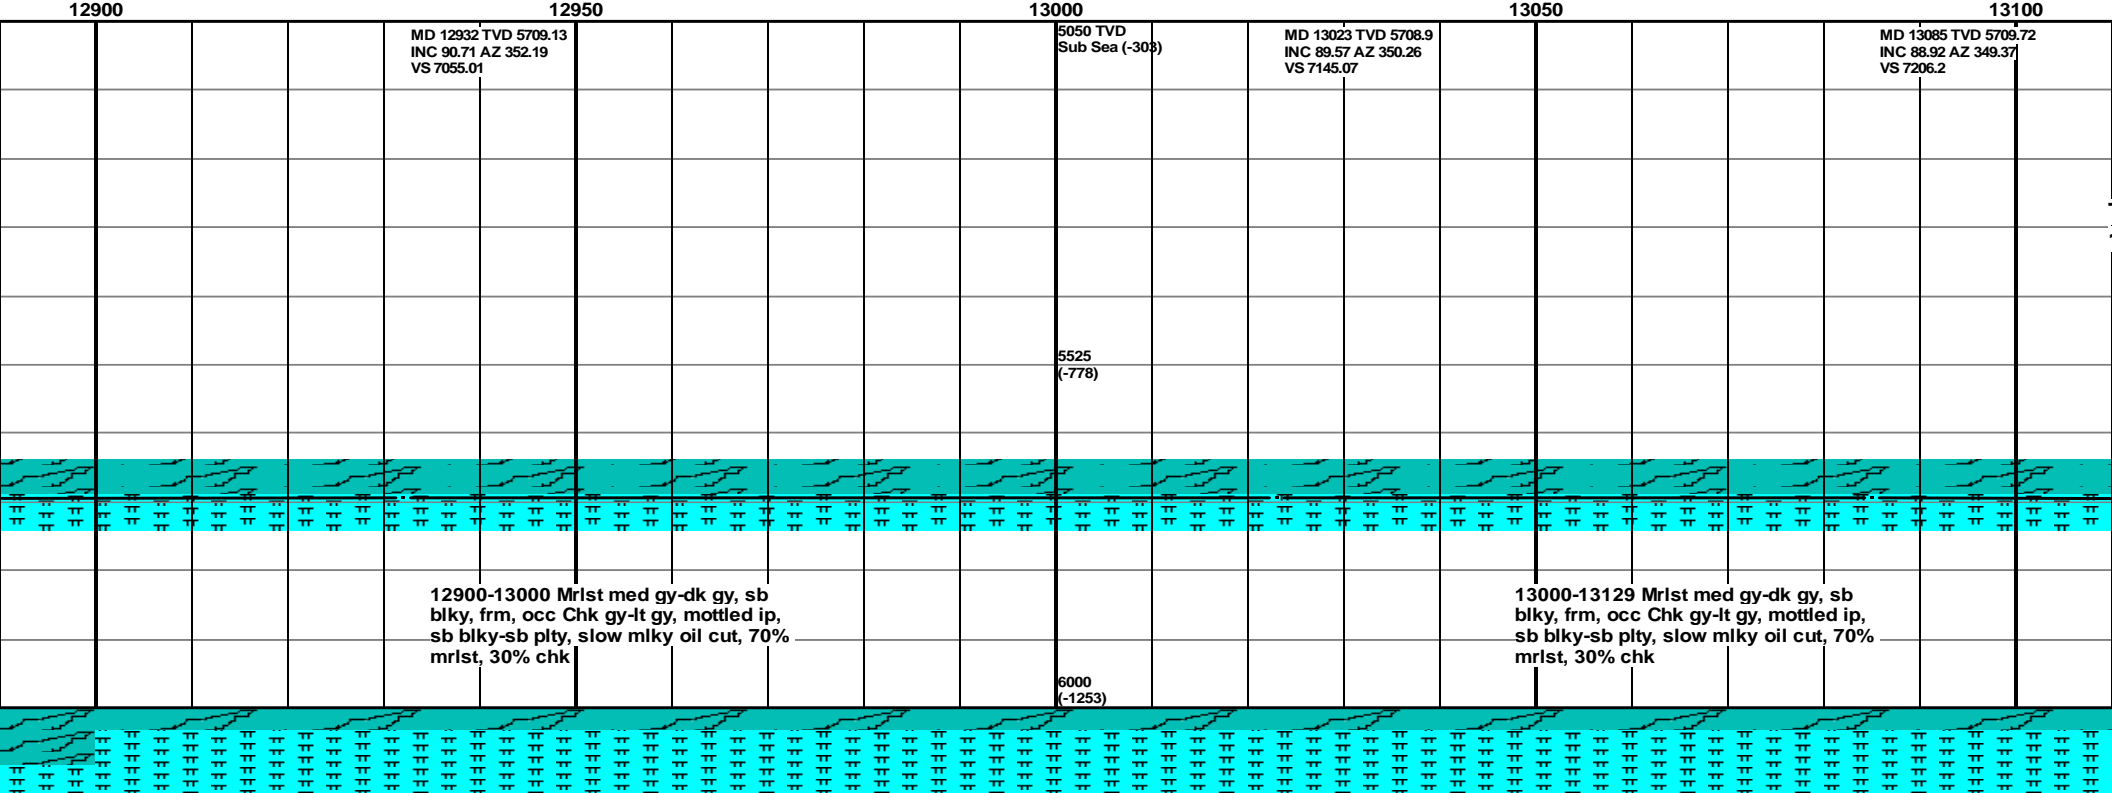 12900 12950 13000 13050 13100
MD 12932 TVD 5709.13
INC 90.71 AZ 352.19
VS 7055.01
5050 TVD
Sub Sea (-303)
MD 13023 TVD 5708.9
INC 89.57 AZ 350.26
VS 7145.07
MD 13085 TVD 5709.72
INC 88.92 AZ 349.37
VS 7206.2
5525
(-778)
12900-13000 Mrlst med gy-dk gy, sb
blky, frm, occ Chk gy-lt gy, mottled ip,
sb blky-sb plty, slow mlky oil cut, 70%
mrlst, 30% chk
13000-13129 Mrlst med gy-dk gy, sb
blky, frm, occ Chk gy-lt gy, mottled ip,
sb blky-sb plty, slow mlky oil cut, 70%
mrlst, 30% chk
6000
(-1253)